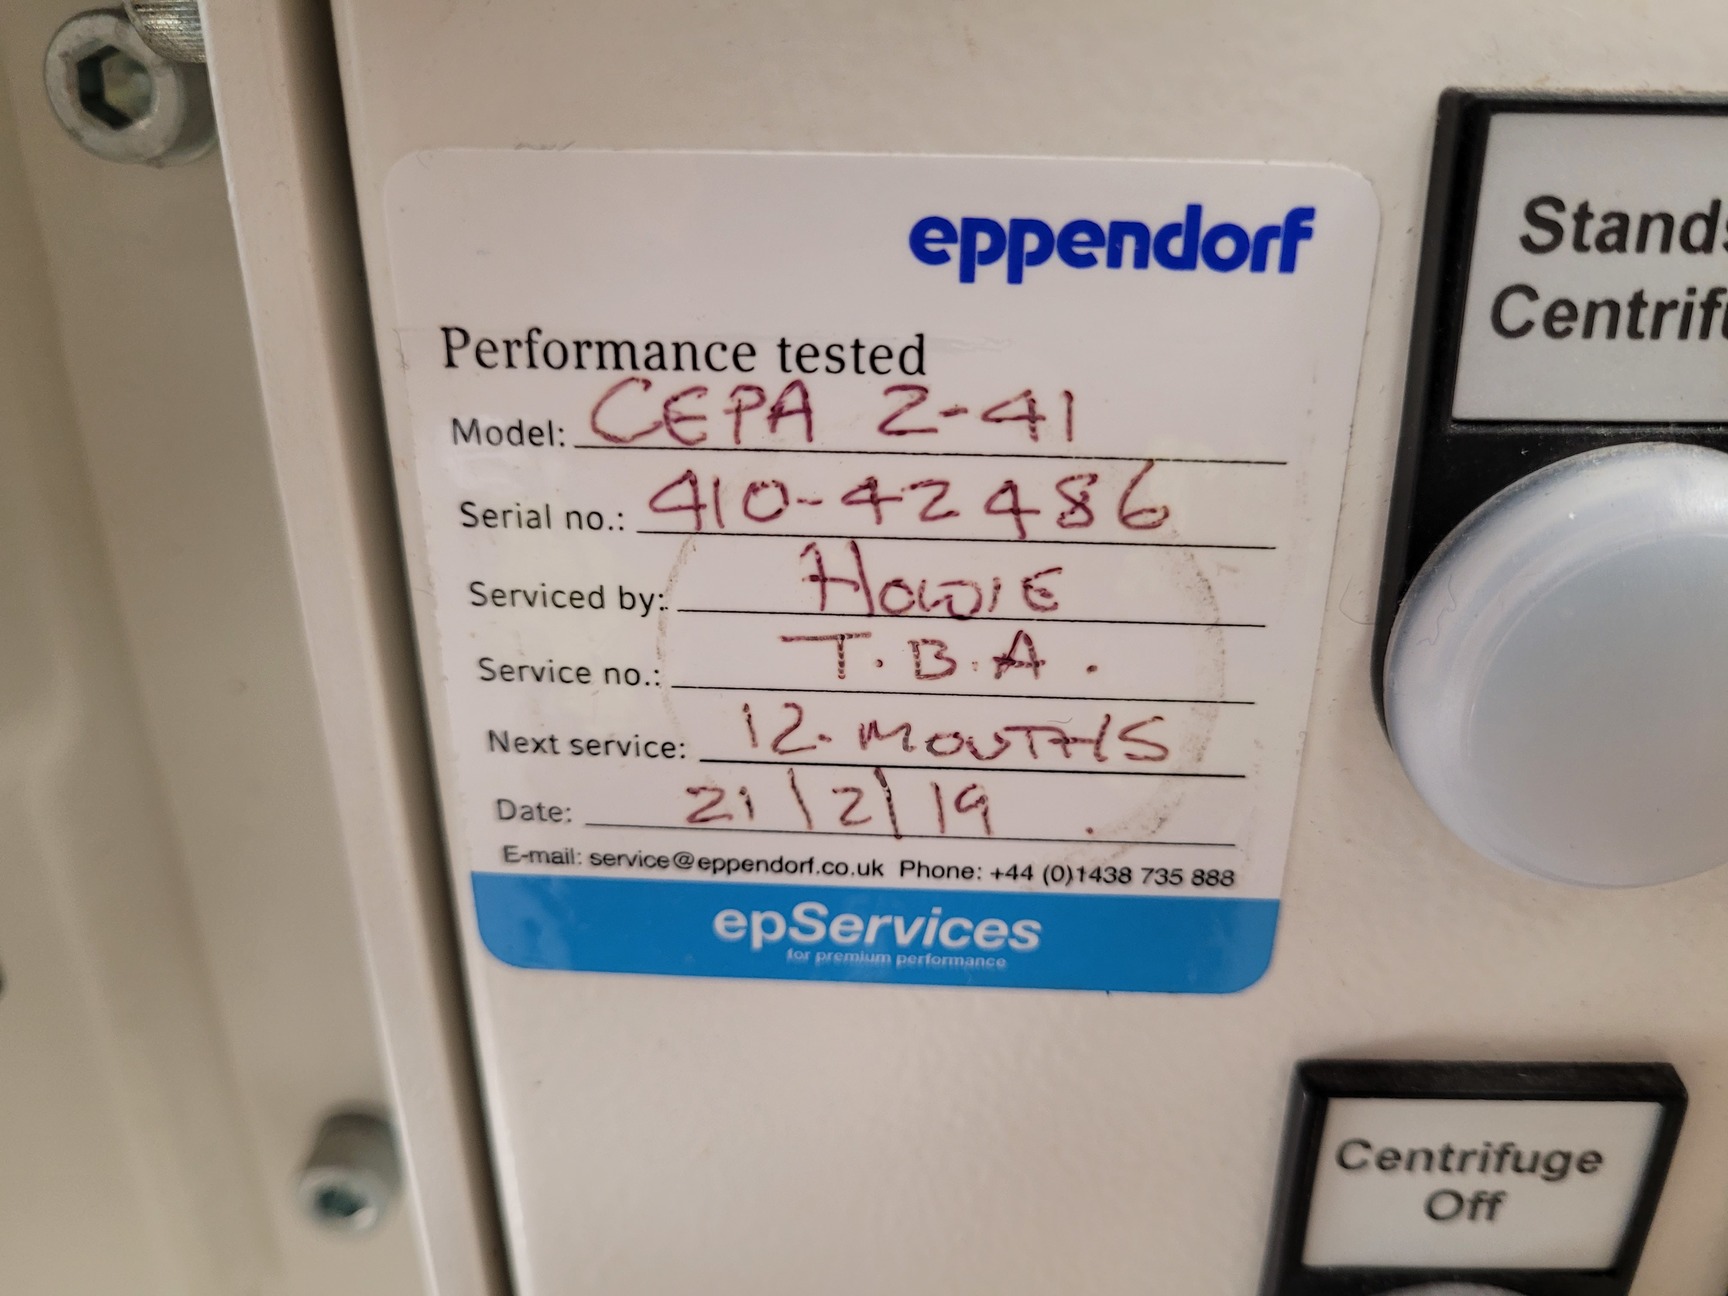 eppendorf
Performance tested
Model: CEPA Z-41
Serial no.: 410-42486
Serviced by: HOWIE
Service no.: T.B.A.
Next service: 12. MONTHS
Date: 21/2/19.
E-mail: service@eppendorf.co.uk Phone: +44 (0)1438 735 888
epServices
for premium performance
Centrifuge
Off